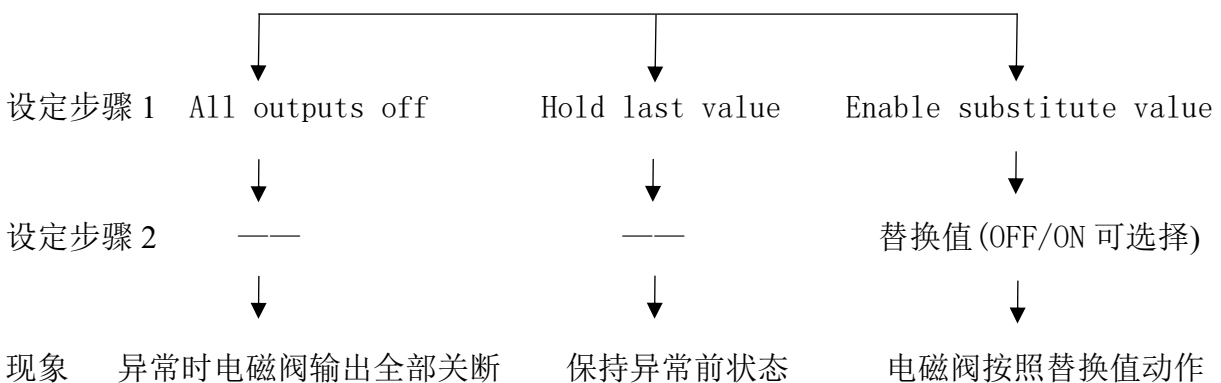 设定步骤 1 All outputs off Hold last value Enable substitute value
设定步骤 2 —— —— 替换值(OFF/ON 可选择)
现象 异常时电磁阀输出全部关断 保持异常前状态 电磁阀按照替换值动作